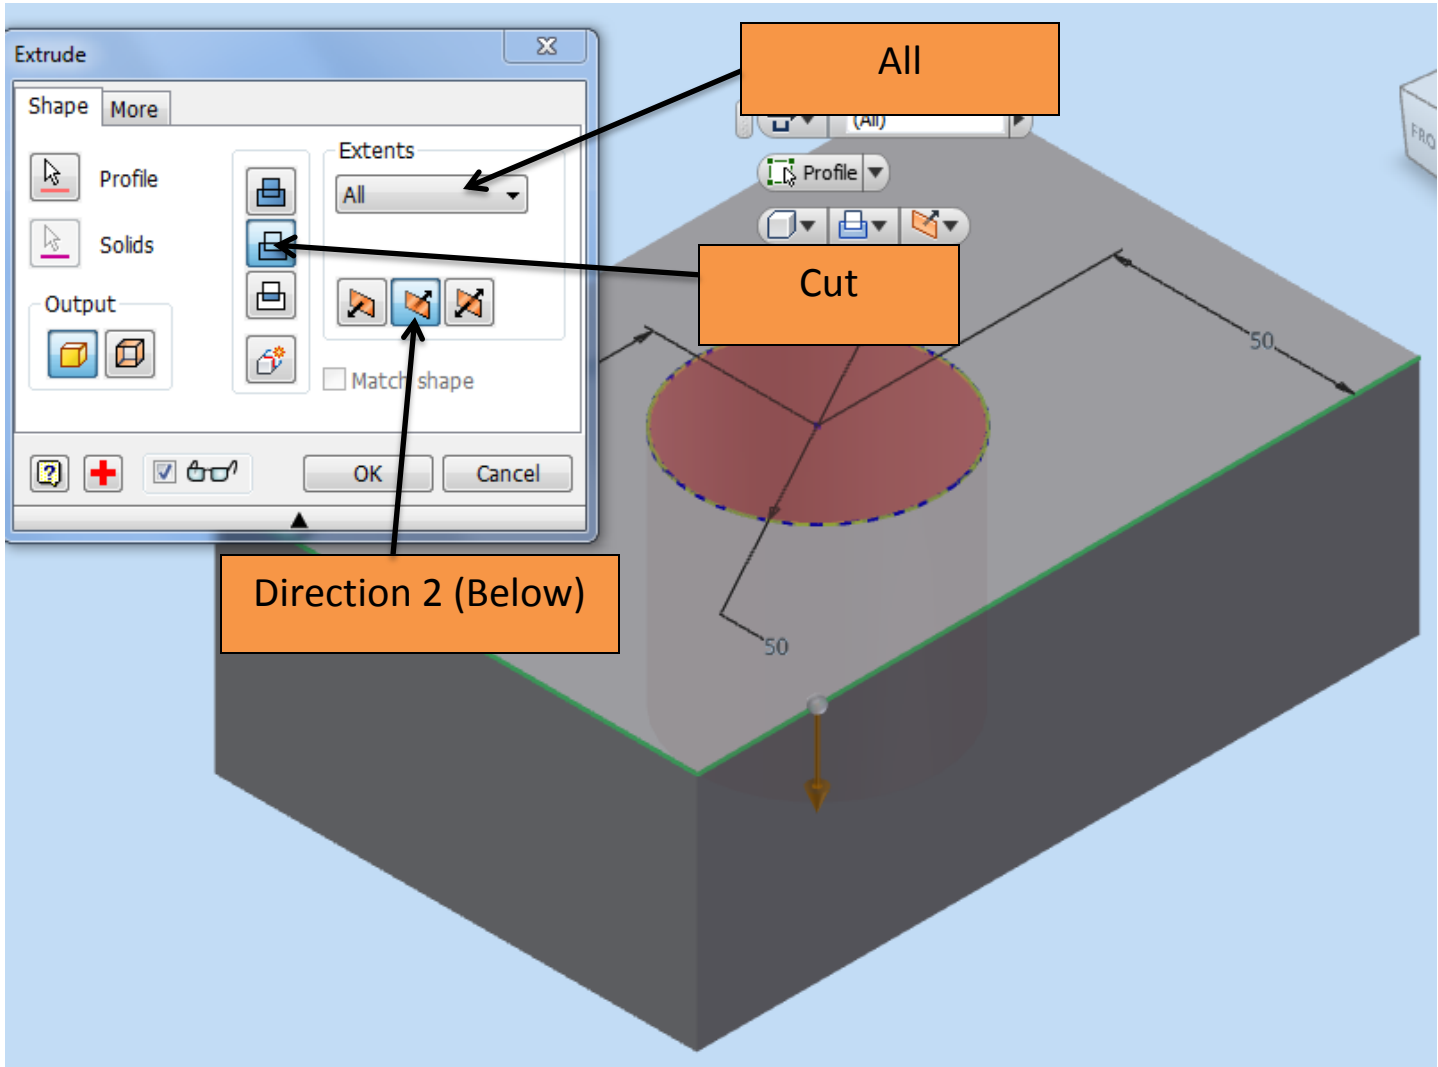 Extrude
All
Shape More
(All)
Extents
FRO
Profile
All
Profile
Solids
Cut
Output
50
Match shape
OK Cancel
Direction 2 (Below)
50